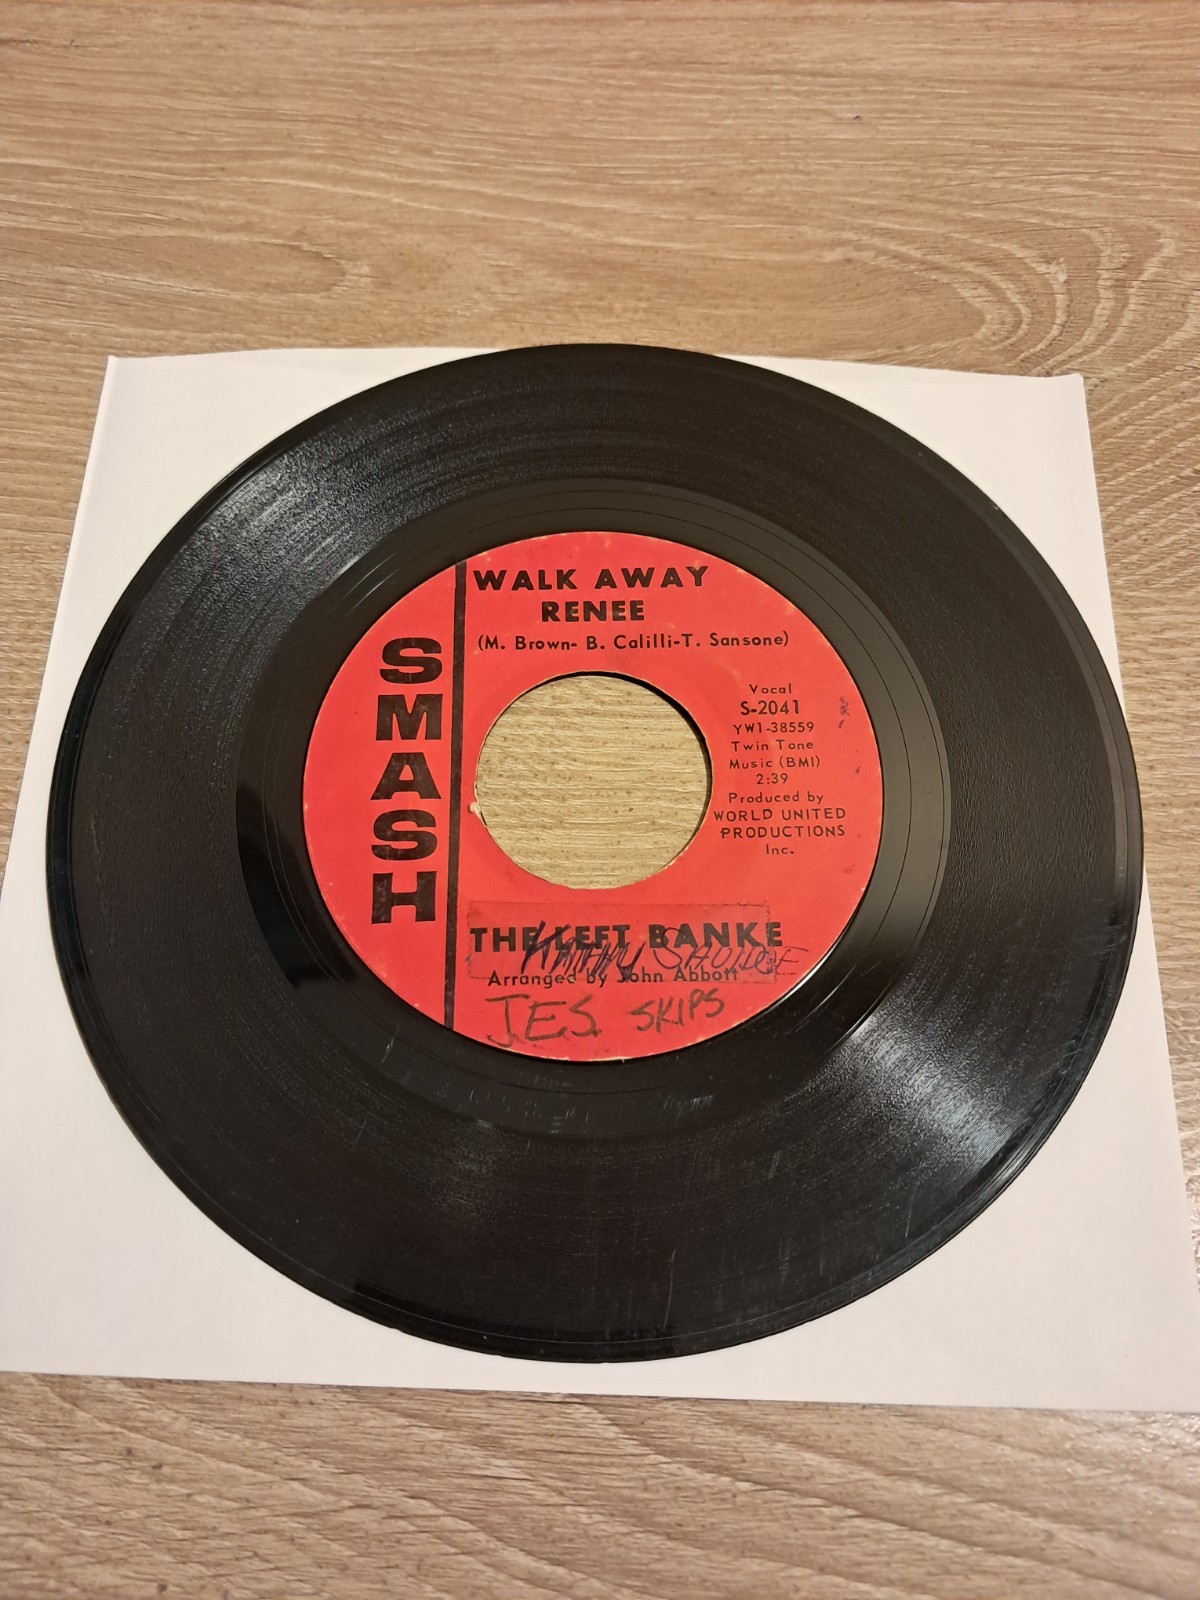 WALK AWAY
RENEE
(M. Brown- B. Calilli-T. Sansone)
SMASH
Vocal
S-2041
YW1-38559
Twin Tone
Music (BMI)
2:39
Produced by
WORLD UNITED
PRODUCTIONS
Inc.
THE LEFT BANKE
Arranged by John Abbott
J.E.S. SKIPS